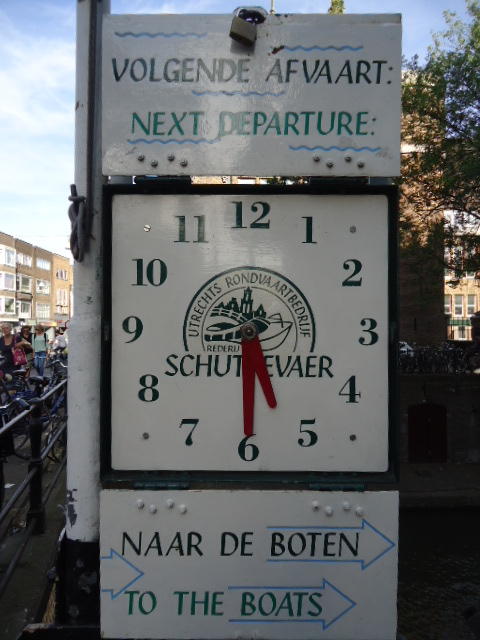 VOLGENDE AFVAART:
NEXT DEPARTURE:
12
11 1
10 2
UTRECHTS RONDVAARTBEDRIJF
9 3
REDERIJ
SCHUTTEVAER
8 4
7 5
6
NAAR DE BOTEN
TO THE BOATS